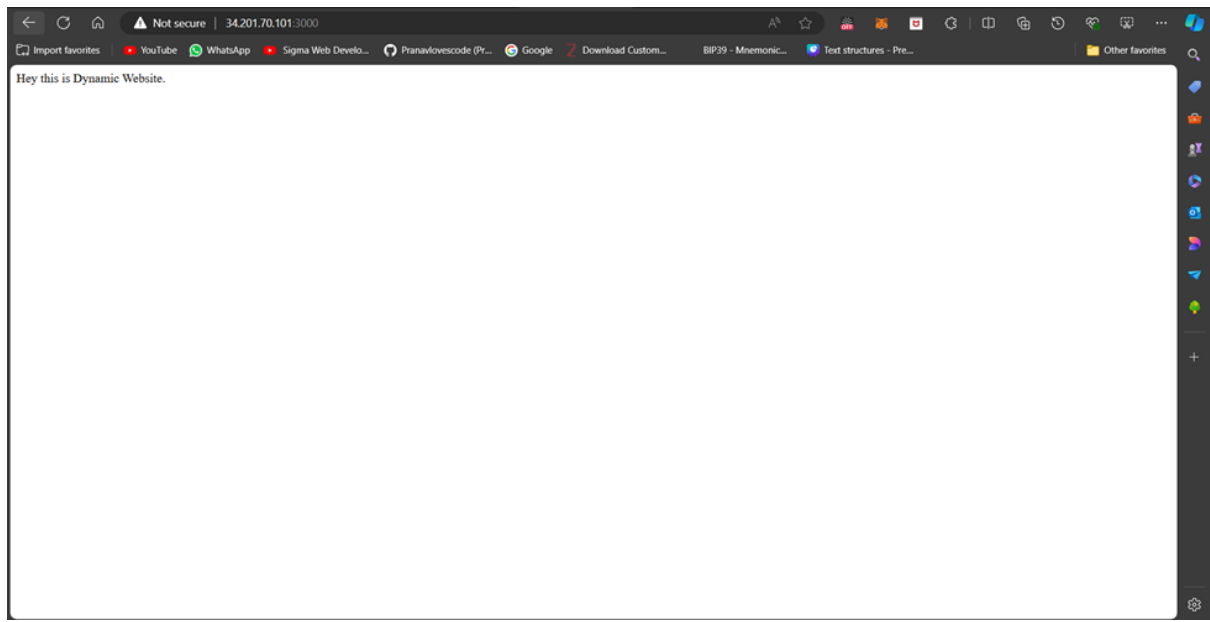 Not secure | 34.201.70.101:3000
Import favorites YouTube WhatsApp Sigma Web Develo... Pranavlovescode (Pr... Google Download Custom... BIP39 - Mnemonic... Text structures - Pre... Other favorites
Hey this is Dynamic Website.